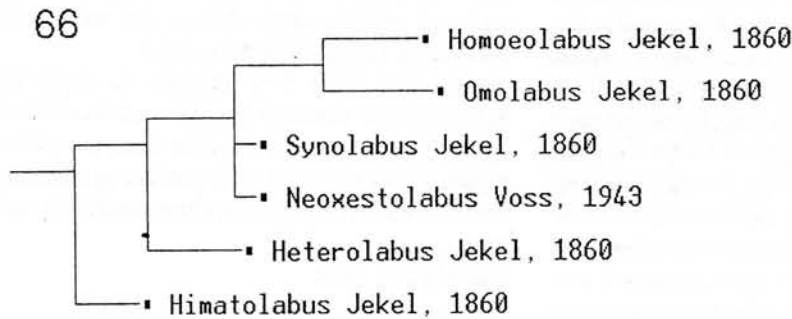 66
Homoeolabus Jekel, 1860
Omolabus Jekel, 1860
Synolabus Jekel, 1860
Neoxestolabus Voss, 1943
Heterolabus Jekel, 1860
Himatolabus Jekel, 1860